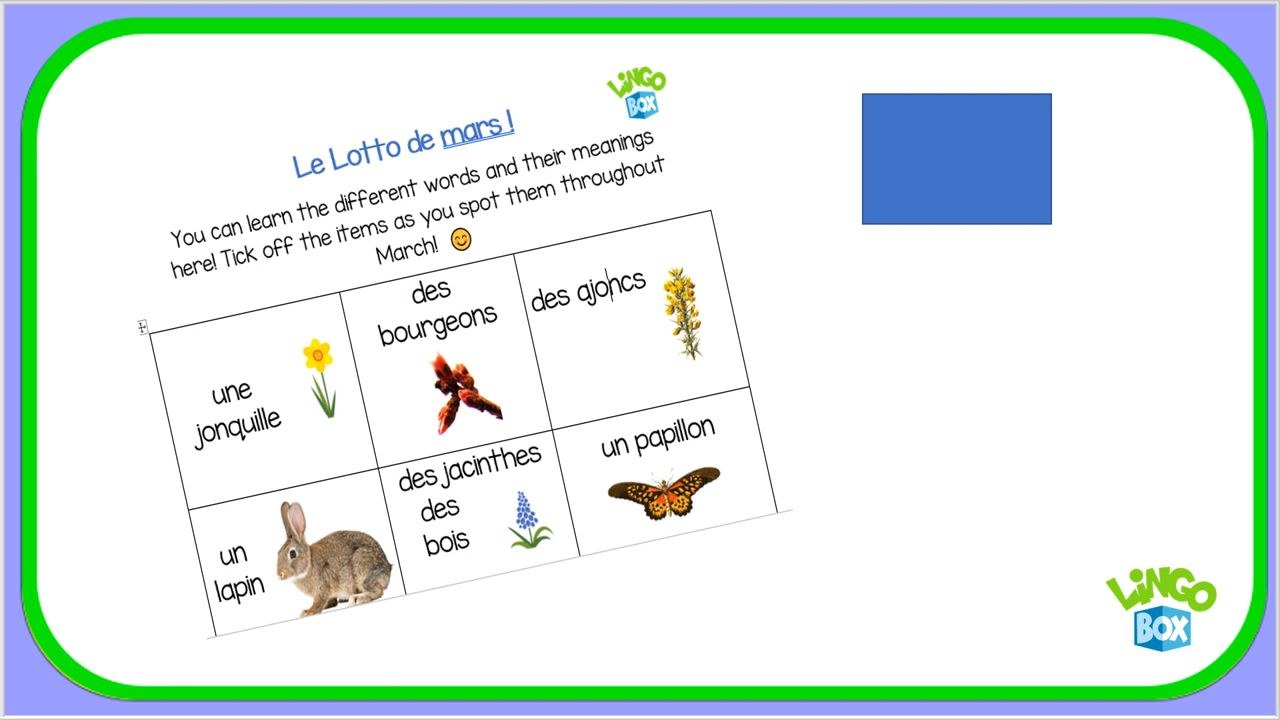 LiNGO
BOX
Le Lotto de mars !
You can learn the different words and their meanings
here! Tick off the items as you spot them throughout
March! 😊
une
jonquille
des
bourgeons
des ajoncs
un
lapin
des jacinthes
des
bois
un papillon
LiNGO
BOX